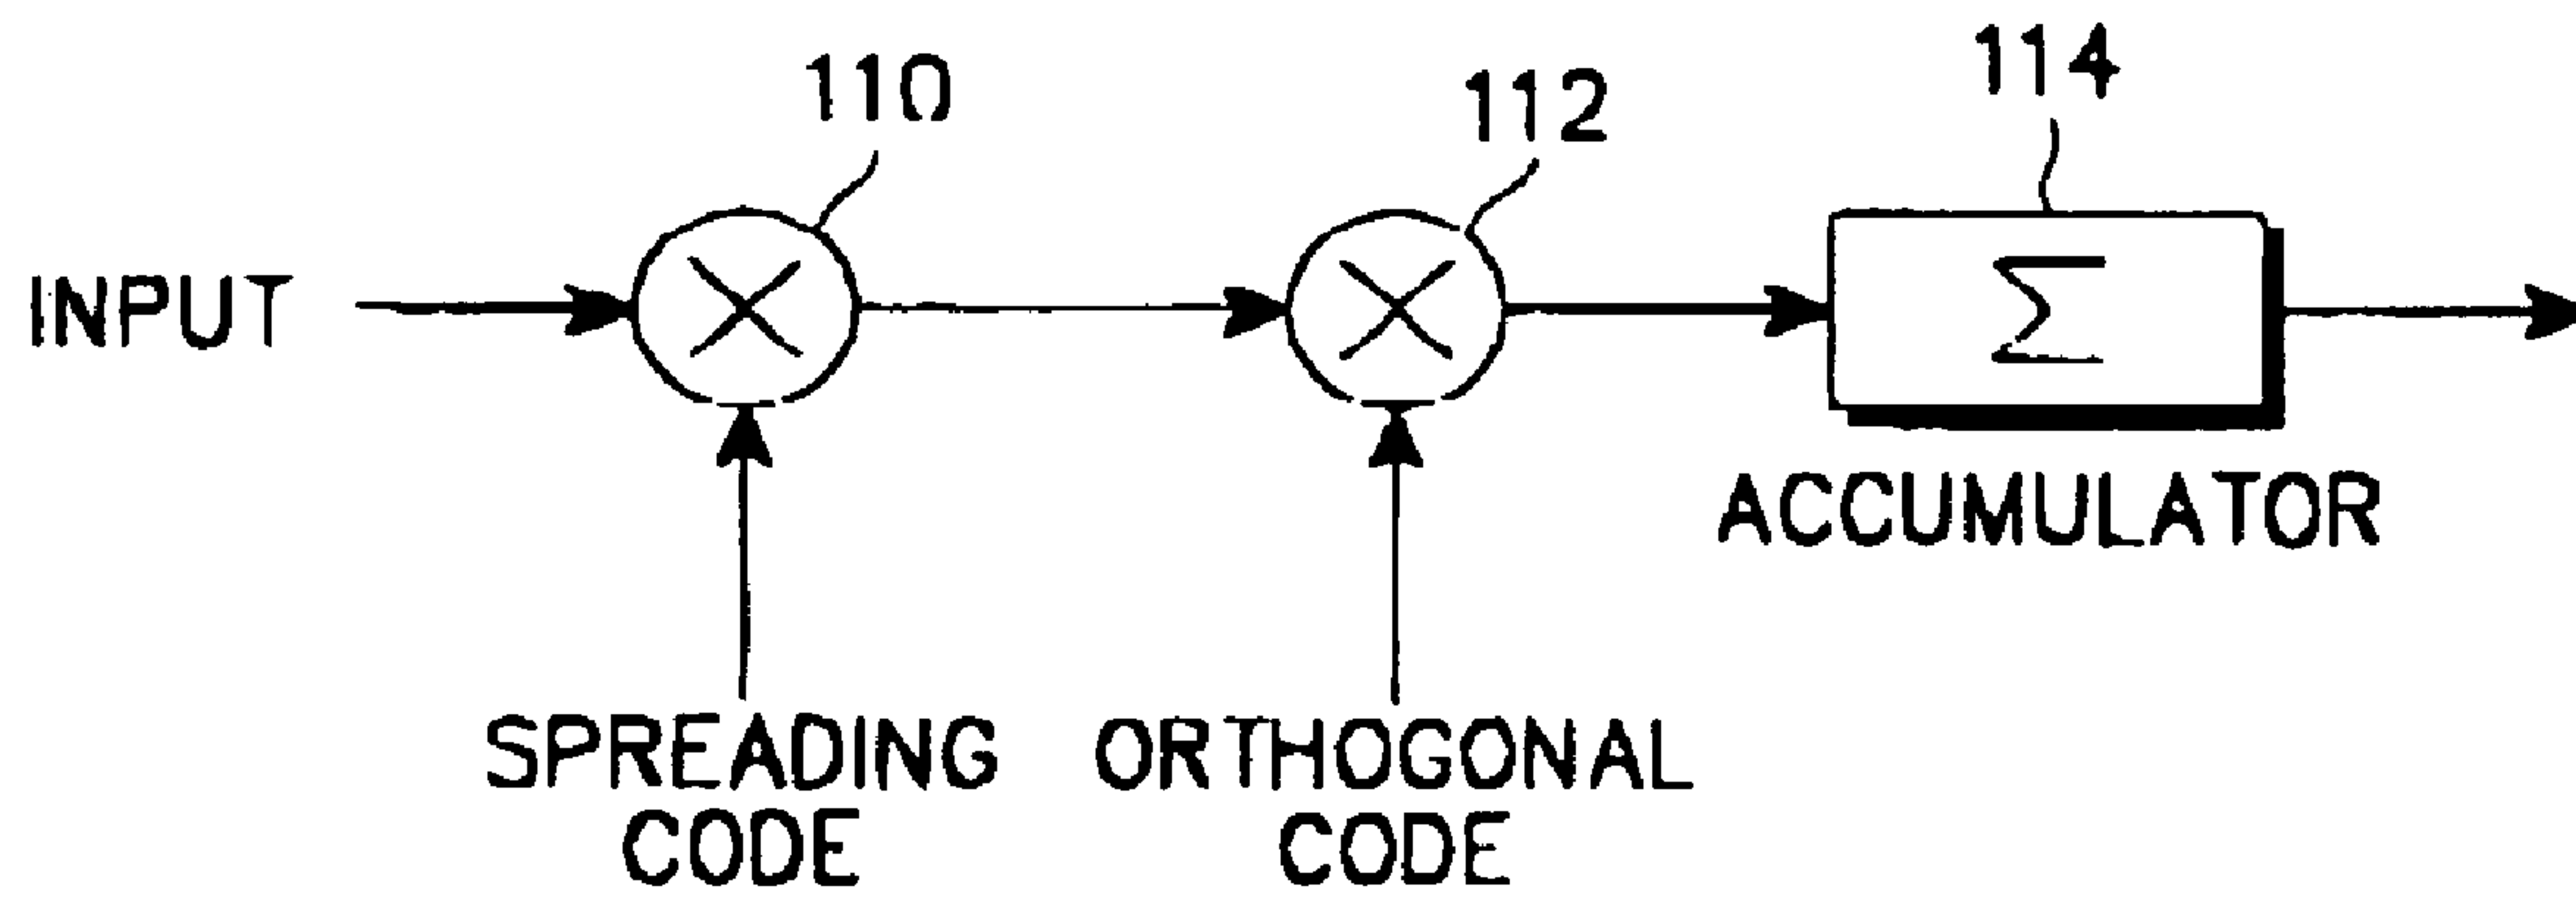 110
112
114
INPUT
Σ
ACCUMULATOR
SPREADING
CODE
ORTHOGONAL
CODE